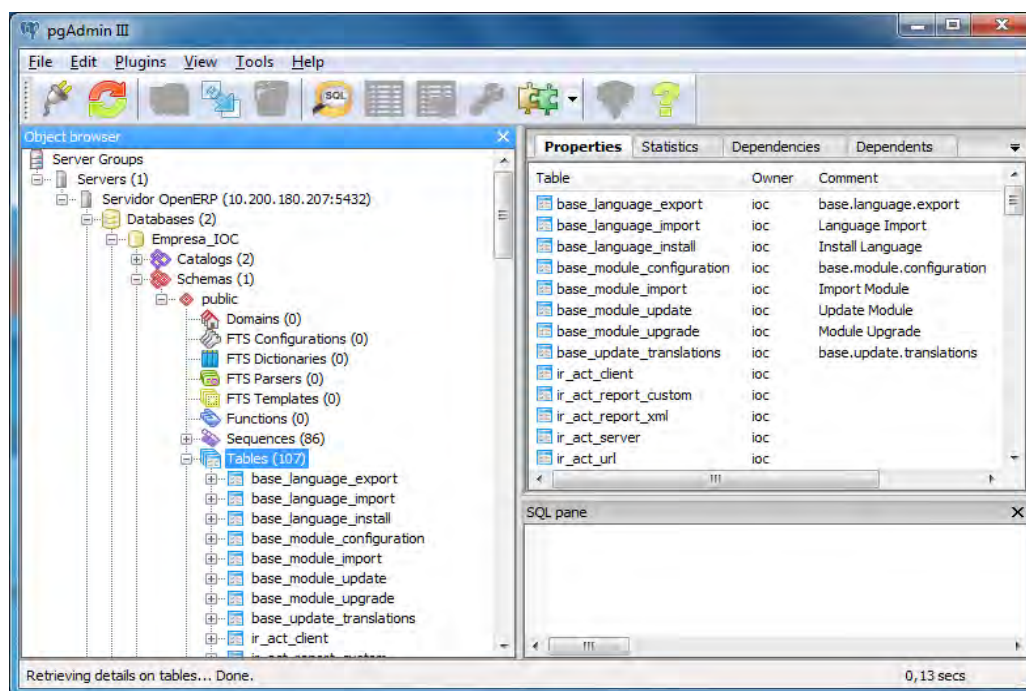 pgAdmin III
File Edit Plugins View Tools Help
SQL
Object browser
Server Groups
Servers (1)
Servidor OpenERP (10.200.180.207:5432)
Databases (2)
Empresa_IOC
Catalogs (2)
Schemas (1)
public
Domains (0)
FTS Configurations (0)
FTS Dictionaries (0)
FTS Parsers (0)
FTS Templates (0)
Functions (0)
Sequences (86)
Tables (107)
base_language_export
base_language_import
base_language_install
base_module_configuration
base_module_import
base_module_update
base_module_upgrade
base_update_translations
ir_act_client
ir_act_report_custom
Properties Statistics Dependencies Dependents
Table Owner Comment
base_language_export ioc base.language.export
base_language_import ioc Language Import
base_language_install ioc Install Language
base_module_configuration ioc base.module.configuration
base_module_import ioc Import Module
base_module_update ioc Update Module
base_module_upgrade ioc Module Upgrade
base_update_translations ioc base.update.translations
ir_act_client ioc
ir_act_report_custom ioc
ir_act_report_xml ioc
ir_act_server ioc
ir_act_url ioc
SQL pane
Retrieving details on tables... Done. 0,13 secs